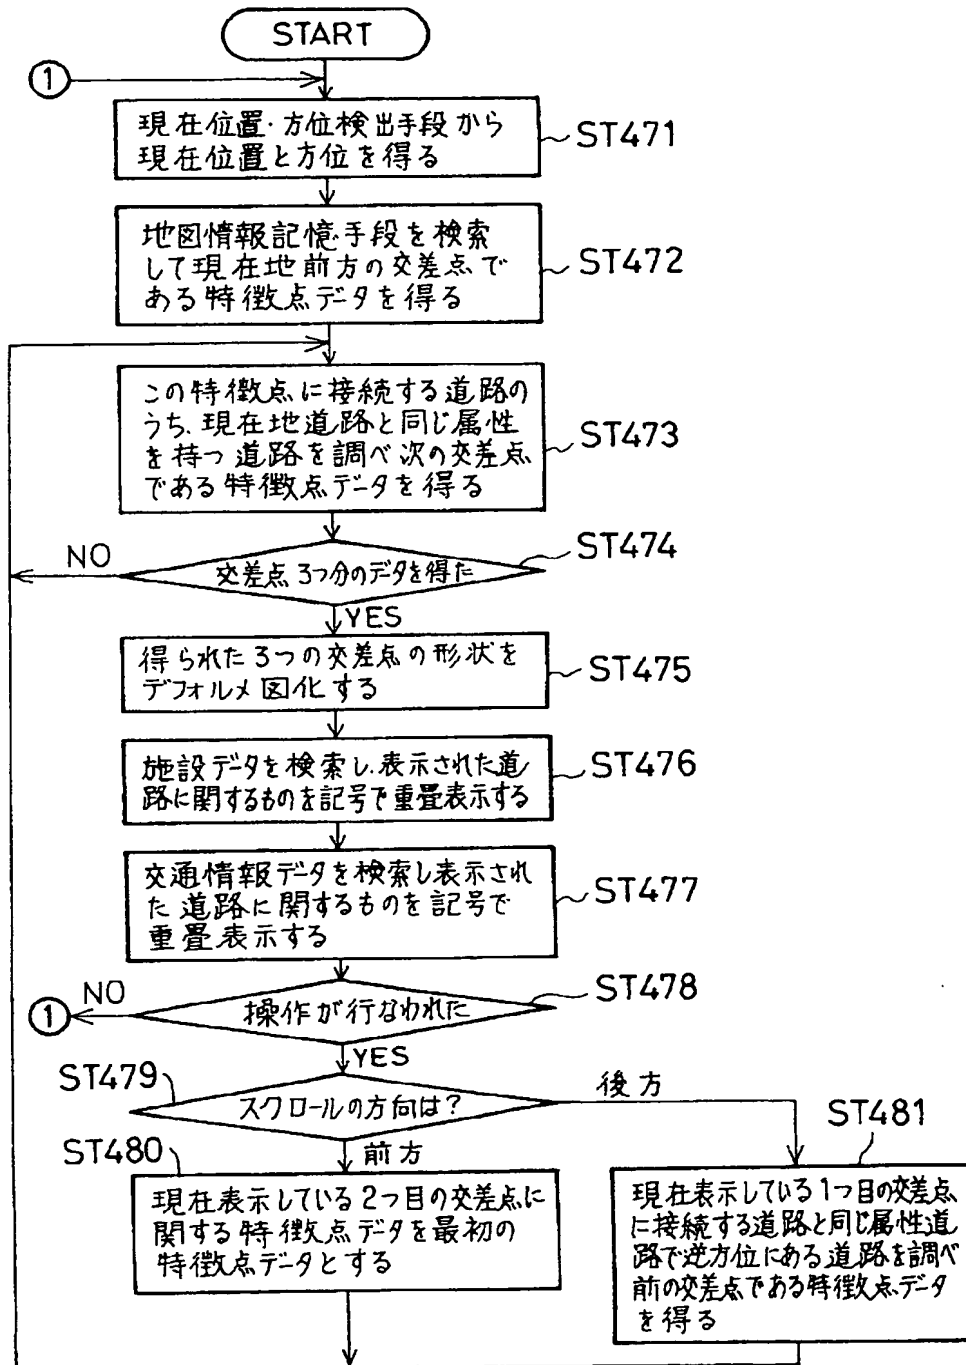 START
①
現在位置・方位検出手段から
現在位置と方位を得る
ST471
地図情報記憶手段を検索
して現在地前方の交差点で
ある特徴点データを得る
ST472
この特徴点に接続する道路の
うち、現在地道路と同じ属性
を持つ道路を調べ次の交差点
である特徴点データを得る
ST473
NO
交差点3つ分のデータを得た
ST474
YES
得られた3つの交差点の形状を
デフォルメ図化する
ST475
施設データを検索し、表示された道
路に関するものを記号で重畳表示する
ST476
交通情報データを検索し表示され
た道路に関するものを記号で
重畳表示する
ST477
①
NO
操作が行なわれた
ST478
YES
ST479
スクロールの方向は?
後方
ST480
前方
ST481
現在表示している2つ目の交差点に
関する特徴点データを最初の
特徴点データとする
現在表示している1つ目の交差点
に接続する道路と同じ属性道
路で逆方位にある道路を調べ
前の交差点である特徴点データ
を得る